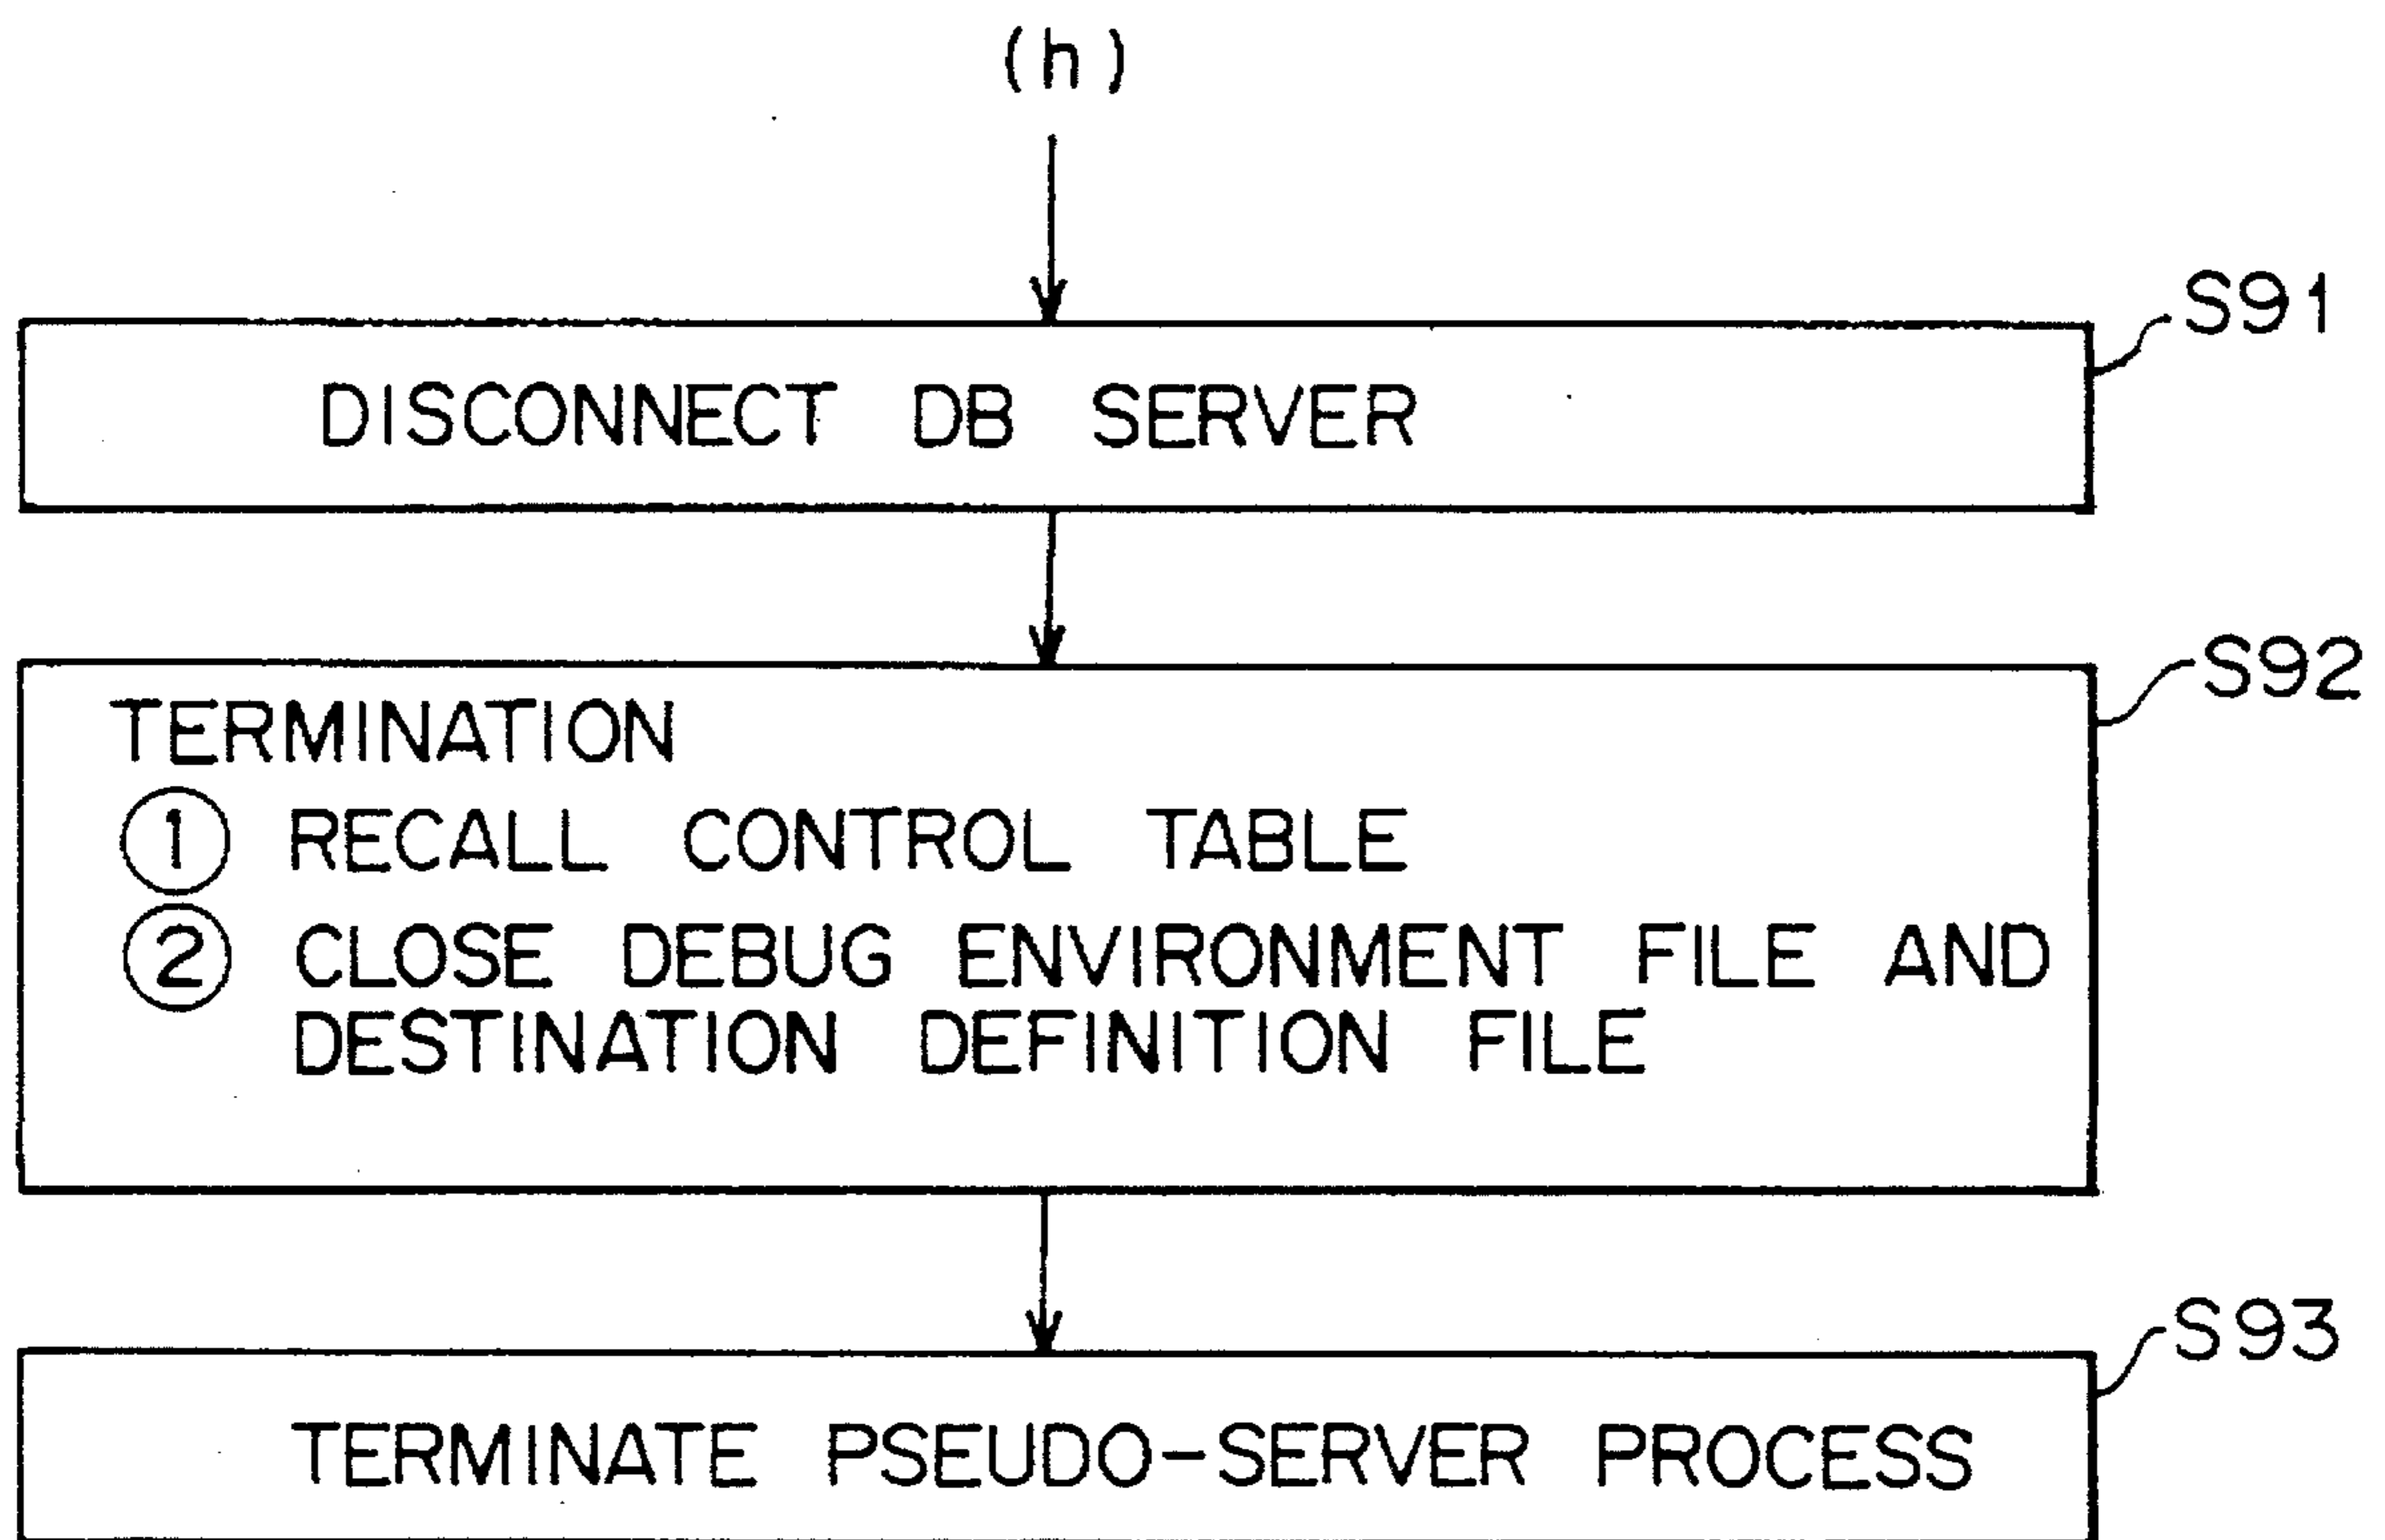 (h)
S91
DISCONNECT DB SERVER
S92
TERMINATION
① RECALL CONTROL TABLE
② CLOSE DEBUG ENVIRONMENT FILE AND
DESTINATION DEFINITION FILE
S93
TERMINATE PSEUDO-SERVER PROCESS